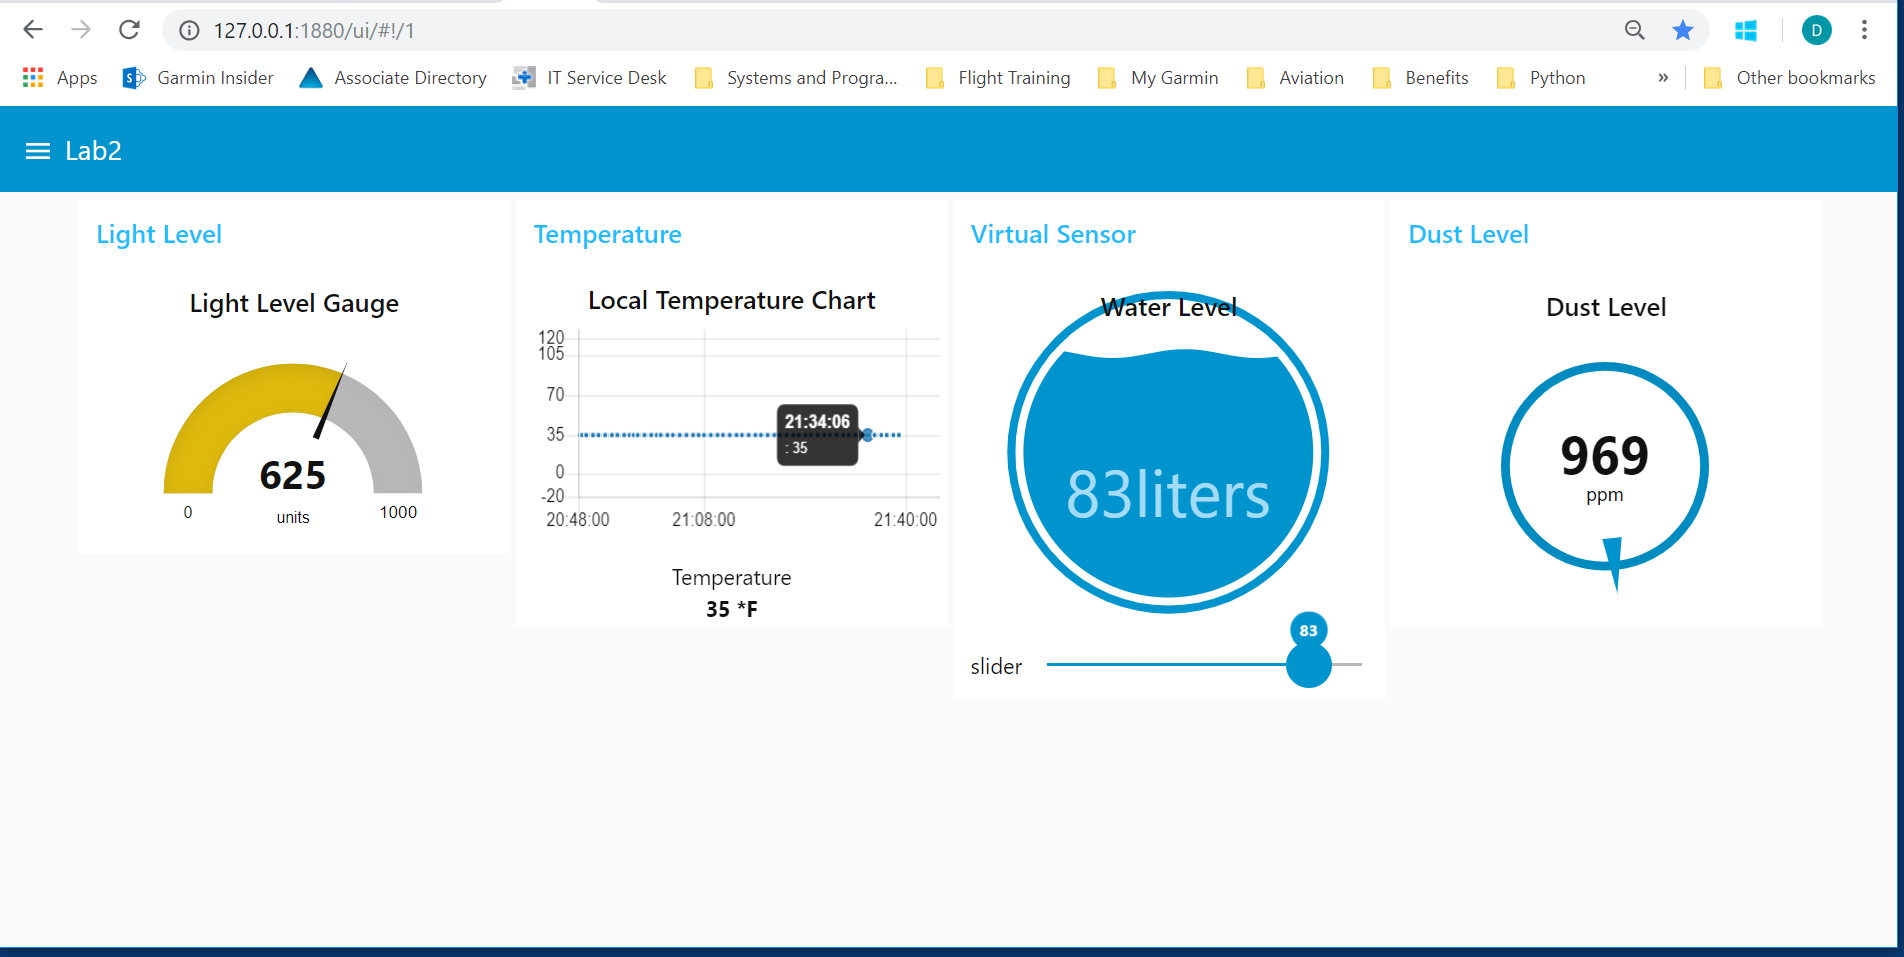 127.0.0.1:1880/ui/#!/1
D
Apps Garmin Insider Associate Directory IT Service Desk Systems and Progra... Flight Training My Garmin Aviation Benefits Python » Other bookmarks
Lab2
Light Level
Light Level Gauge
625
units
0
1000
Temperature
Local Temperature Chart
120
105
70
35
0
-20
20:48:00 21:08:00 21:40:00
21:34:06
: 35
Temperature
35 *F
Virtual Sensor
Water Level
83liters
83
slider
Dust Level
Dust Level
969
ppm